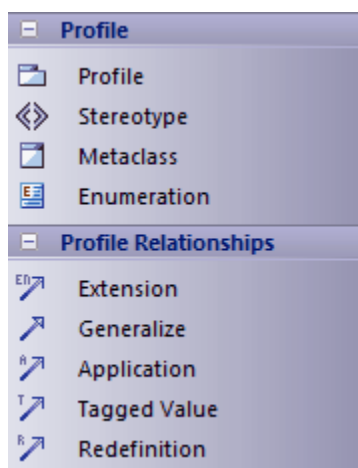 Profile
Profile
Stereotype
Metaclass
Enumeration
Profile Relationships
Extension
Generalize
Application
Tagged Value
Redefinition